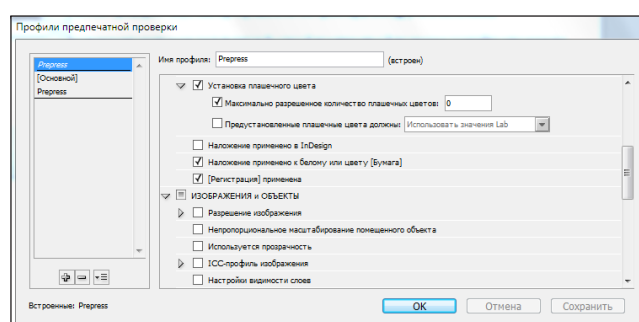 Профили предпечатной проверки
Prepress
[Основной]
Prepress
Имя профиля: Prepress (встроен)
Установка плашечного цвета
Максимально разрешенное количество плашечных цветов: 0
Предустановленные плашечные цвета должны: Использовать значения Lab
Наложение применено в InDesign
Наложение применено к белому или цвету [Бумага]
[Регистрация] применена
ИЗОБРАЖЕНИЯ и ОБЪЕКТЫ
Разрешение изображения
Непропорциональное масштабирование помещенного объекта
Используется прозрачность
ICC-профиль изображения
Настройки видимости слоев
Встроенные: Prepress
OK Отмена Сохранить